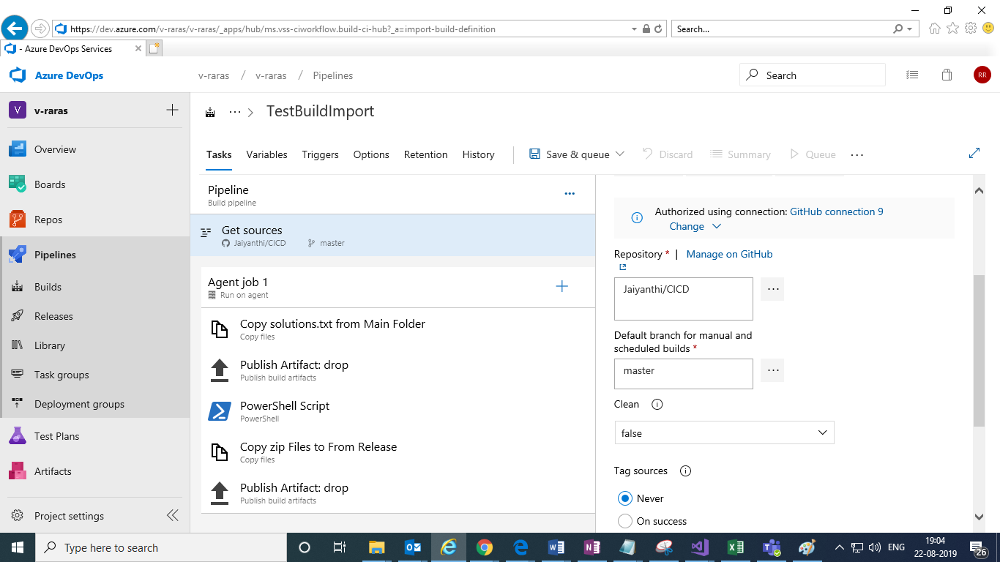 https://dev.azure.com/v-raras/v-raras/_apps/hub/ms.vss-ciworkflow.build-ci-hub?_a=import-build-definition
Search...
- Azure DevOps Services
Azure DevOps
v-raras / v-raras / Pipelines
Search
RR
V v-raras
TestBuildImport
Overview
Boards
Repos
Pipelines
Builds
Releases
Library
Task groups
Deployment groups
Test Plans
Artifacts
Project settings
Tasks Variables Triggers Options Retention History Save & queue Discard Summary Queue
Pipeline
Build pipeline
Get sources
Jaiyanthi/CICD master
Agent job 1
Run on agent
Copy solutions.txt from Main Folder
Copy files
Publish Artifact: drop
Publish build artifacts
PowerShell Script
PowerShell
Copy zip Files to From Release
Copy files
Publish Artifact: drop
Publish build artifacts
Authorized using connection: GitHub connection 9
Change
Repository * | Manage on GitHub
Jaiyanthi/CICD
Default branch for manual and
scheduled builds *
master
Clean
false
Tag sources
Never
On success
Type here to search
ENG
19:04
22-08-2019
26